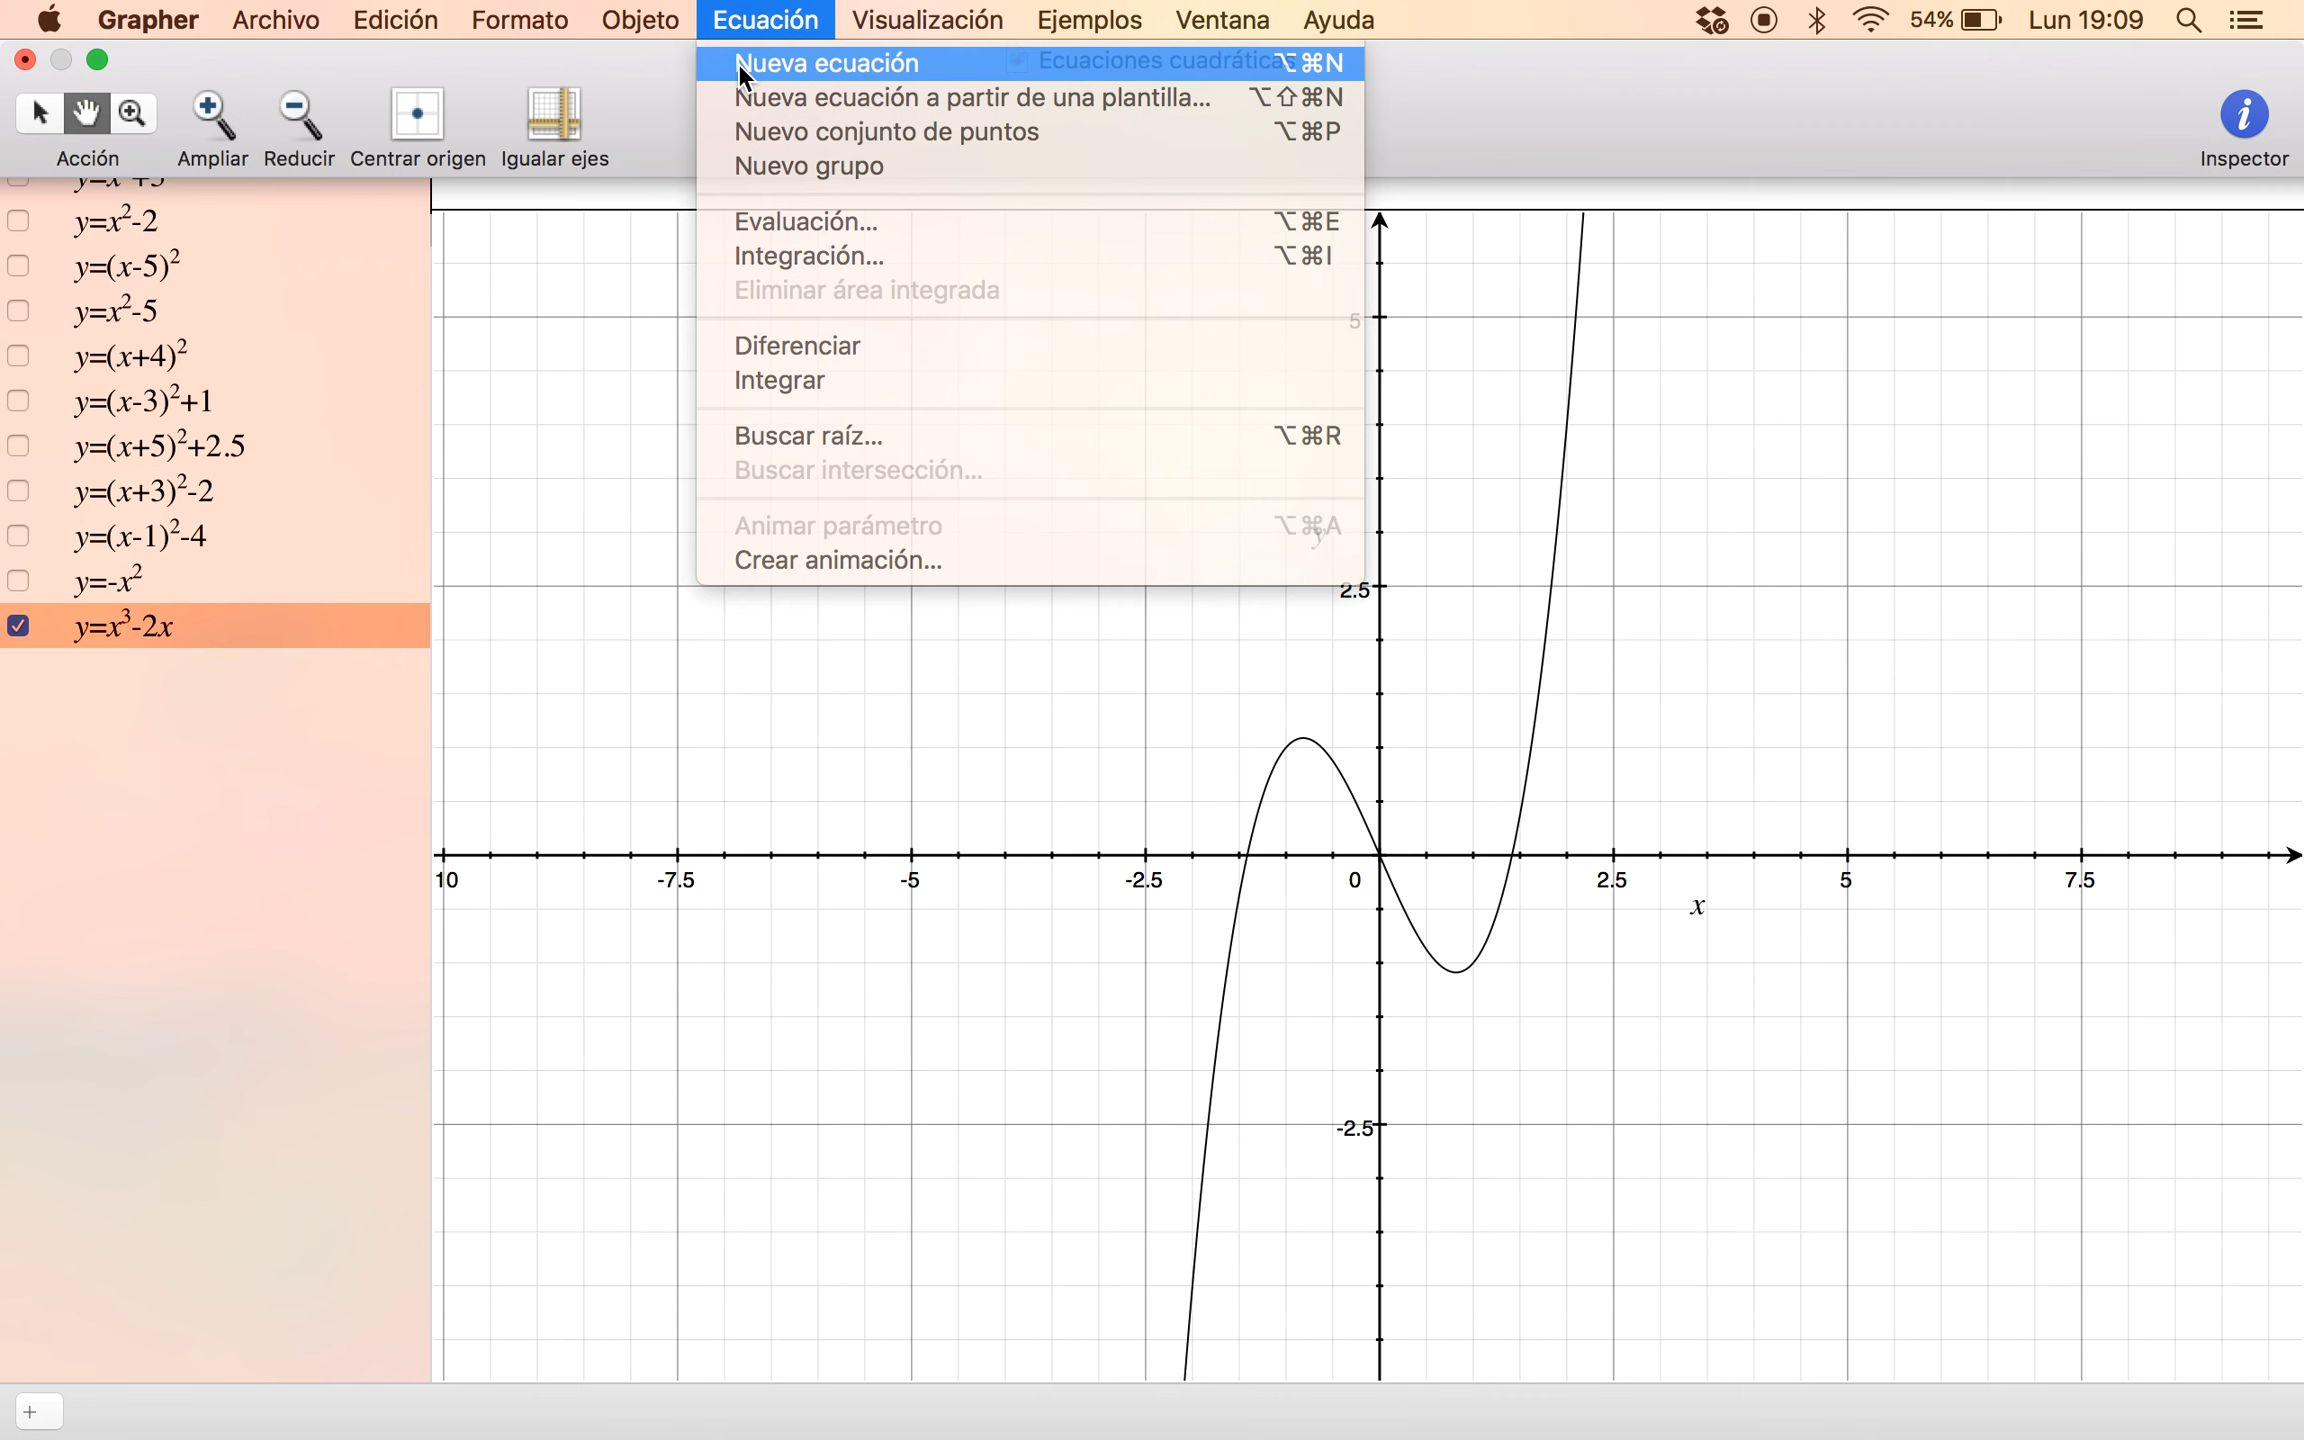 Grapher Archivo Edición Formato Objeto Ecuación Visualización Ejemplos Ventana Ayuda 54% Lun 19:09
Ecuaciones cuadráticas
Nueva ecuación ⌥⌘N
Nueva ecuación a partir de una plantilla... ⌥⇧⌘N
Nuevo conjunto de puntos ⌥⌘P
Nuevo grupo
Evaluación... ⌥⌘E
Integración... ⌥⌘I
Eliminar área integrada
Diferenciar
Integrar
Buscar raíz... ⌥⌘R
Buscar intersección...
Animar parámetro ⌥⌘A
Crear animación...
Acción Ampliar Reducir Centrar origen Igualar ejes Inspector
y=x²-2
y=(x-5)²
y=x²-5
y=(x+4)²
y=(x-3)²+1
y=(x+5)²+2.5
y=(x+3)²-2
y=(x-1)²-4
y=-x²
y=x³-2x
5
y
2.5
10 -7.5 -5 -2.5 0 2.5 5 7.5
x
-2.5
+